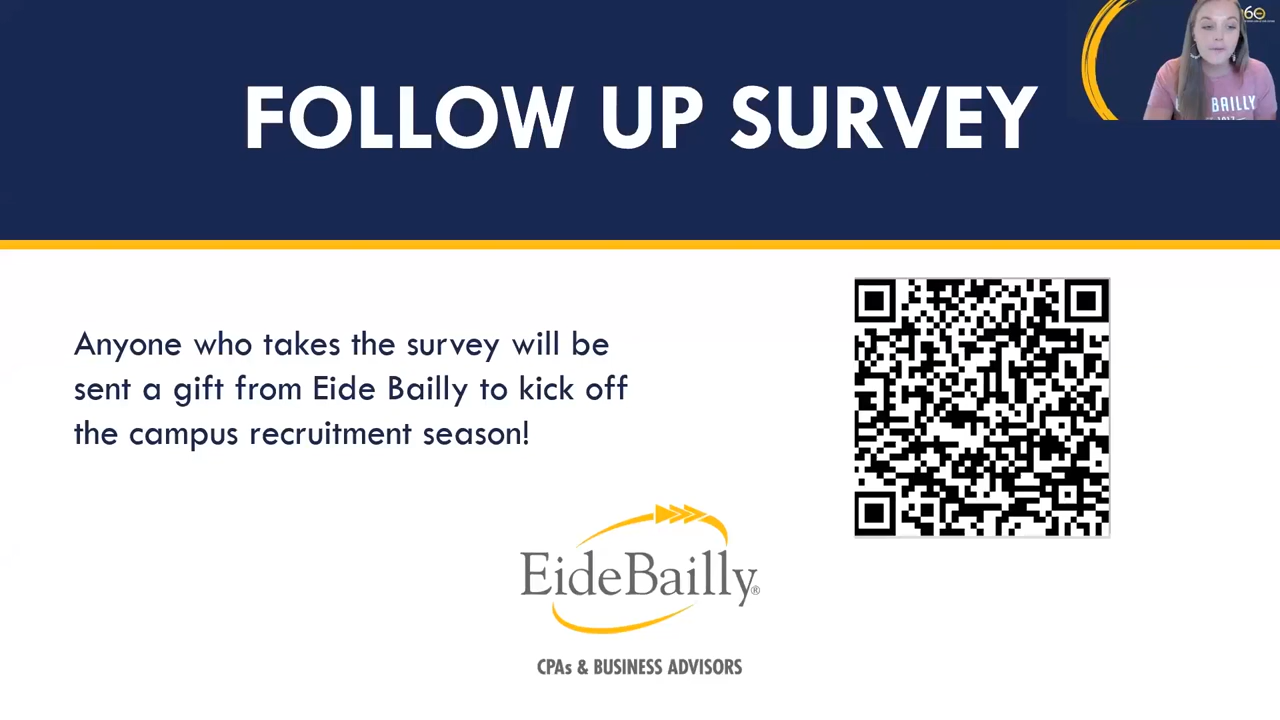 FOLLOW UP SURVEY
60
BAILLY
Anyone who takes the survey will be
sent a gift from Eide Bailly to kick off
the campus recruitment season!
EideBailly®
CPAs & BUSINESS ADVISORS